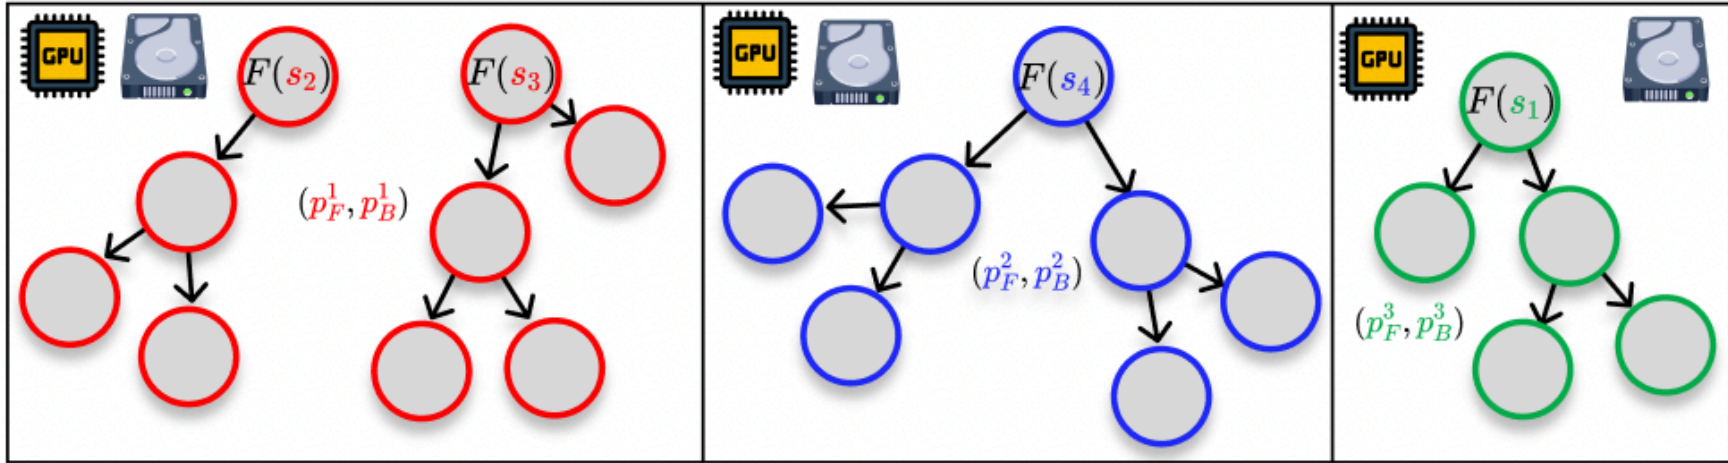 GPU
F(s₂)
F(s₃)
(p_F^1, p_B^1)
GPU
F(s₄)
(p_F^2, p_B^2)
GPU
F(s₁)
(p_F^3, p_B^3)